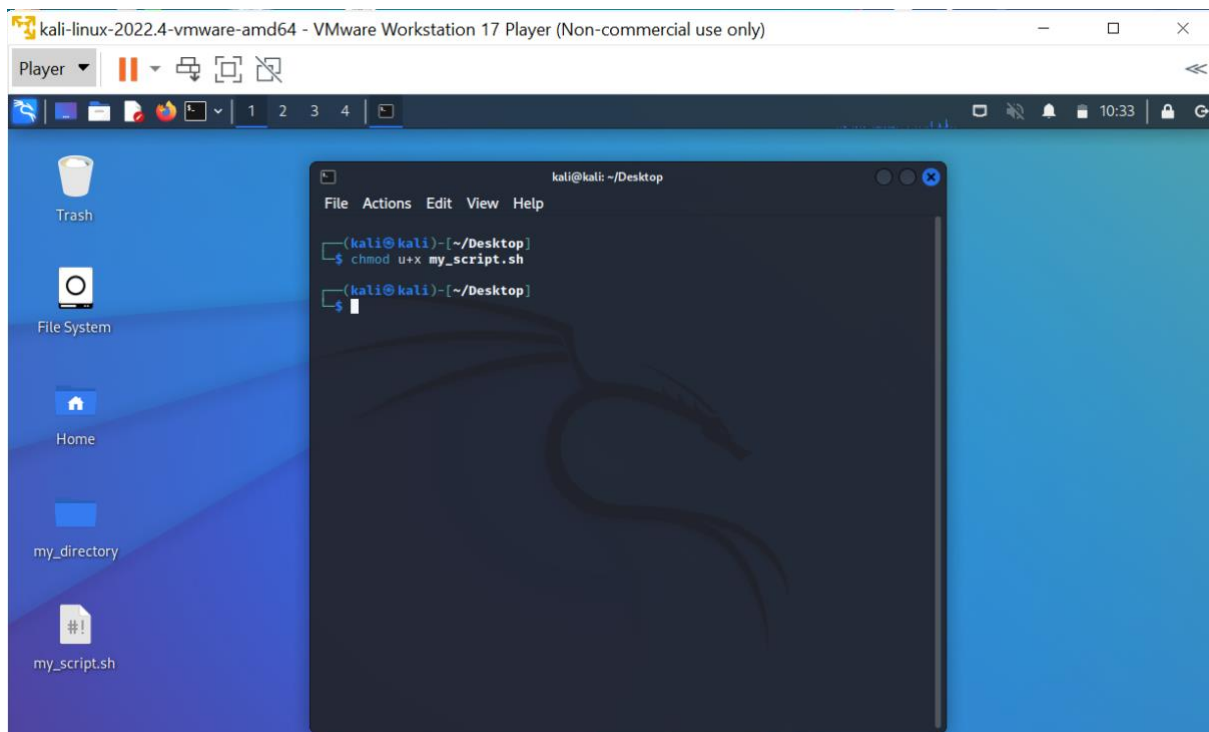 kali-linux-2022.4-vmware-amd64 - VMware Workstation 17 Player (Non-commercial use only)
Player
1 2 3 4
10:33
kali@kali: ~/Desktop
File Actions Edit View Help
(kali㉿kali)-[~/Desktop]
$ chmod u+x my_script.sh
(kali㉿kali)-[~/Desktop]
$
Trash
File System
Home
my_directory
#!
my_script.sh